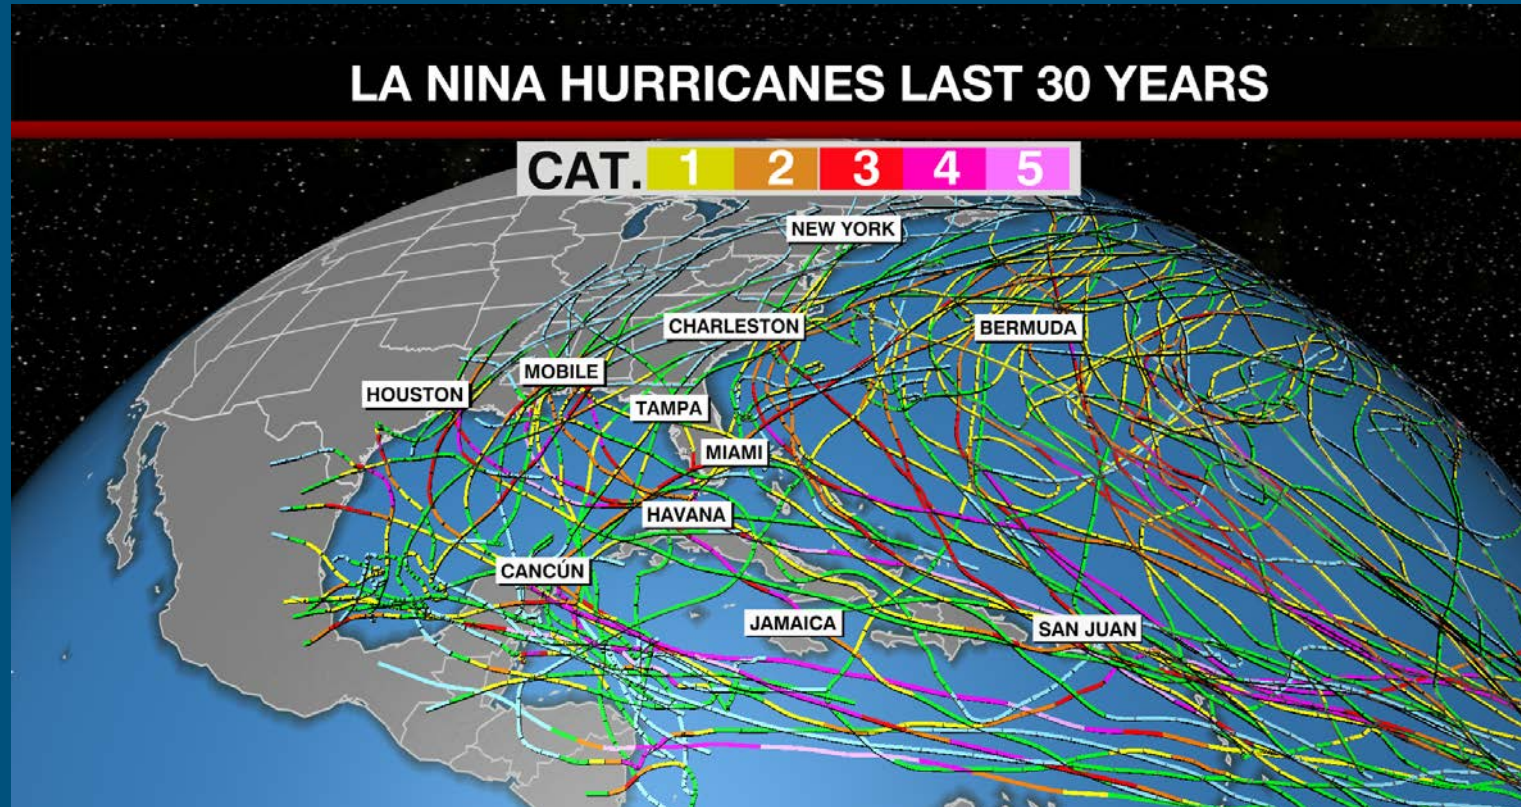 LA NINA HURRICANES LAST 30 YEARS
CAT. 1 2 3 4 5
NEW YORK
CHARLESTON
BERMUDA
MOBILE
HOUSTON
TAMPA
MIAMI
HAVANA
CANCÚN
JAMAICA
SAN JUAN